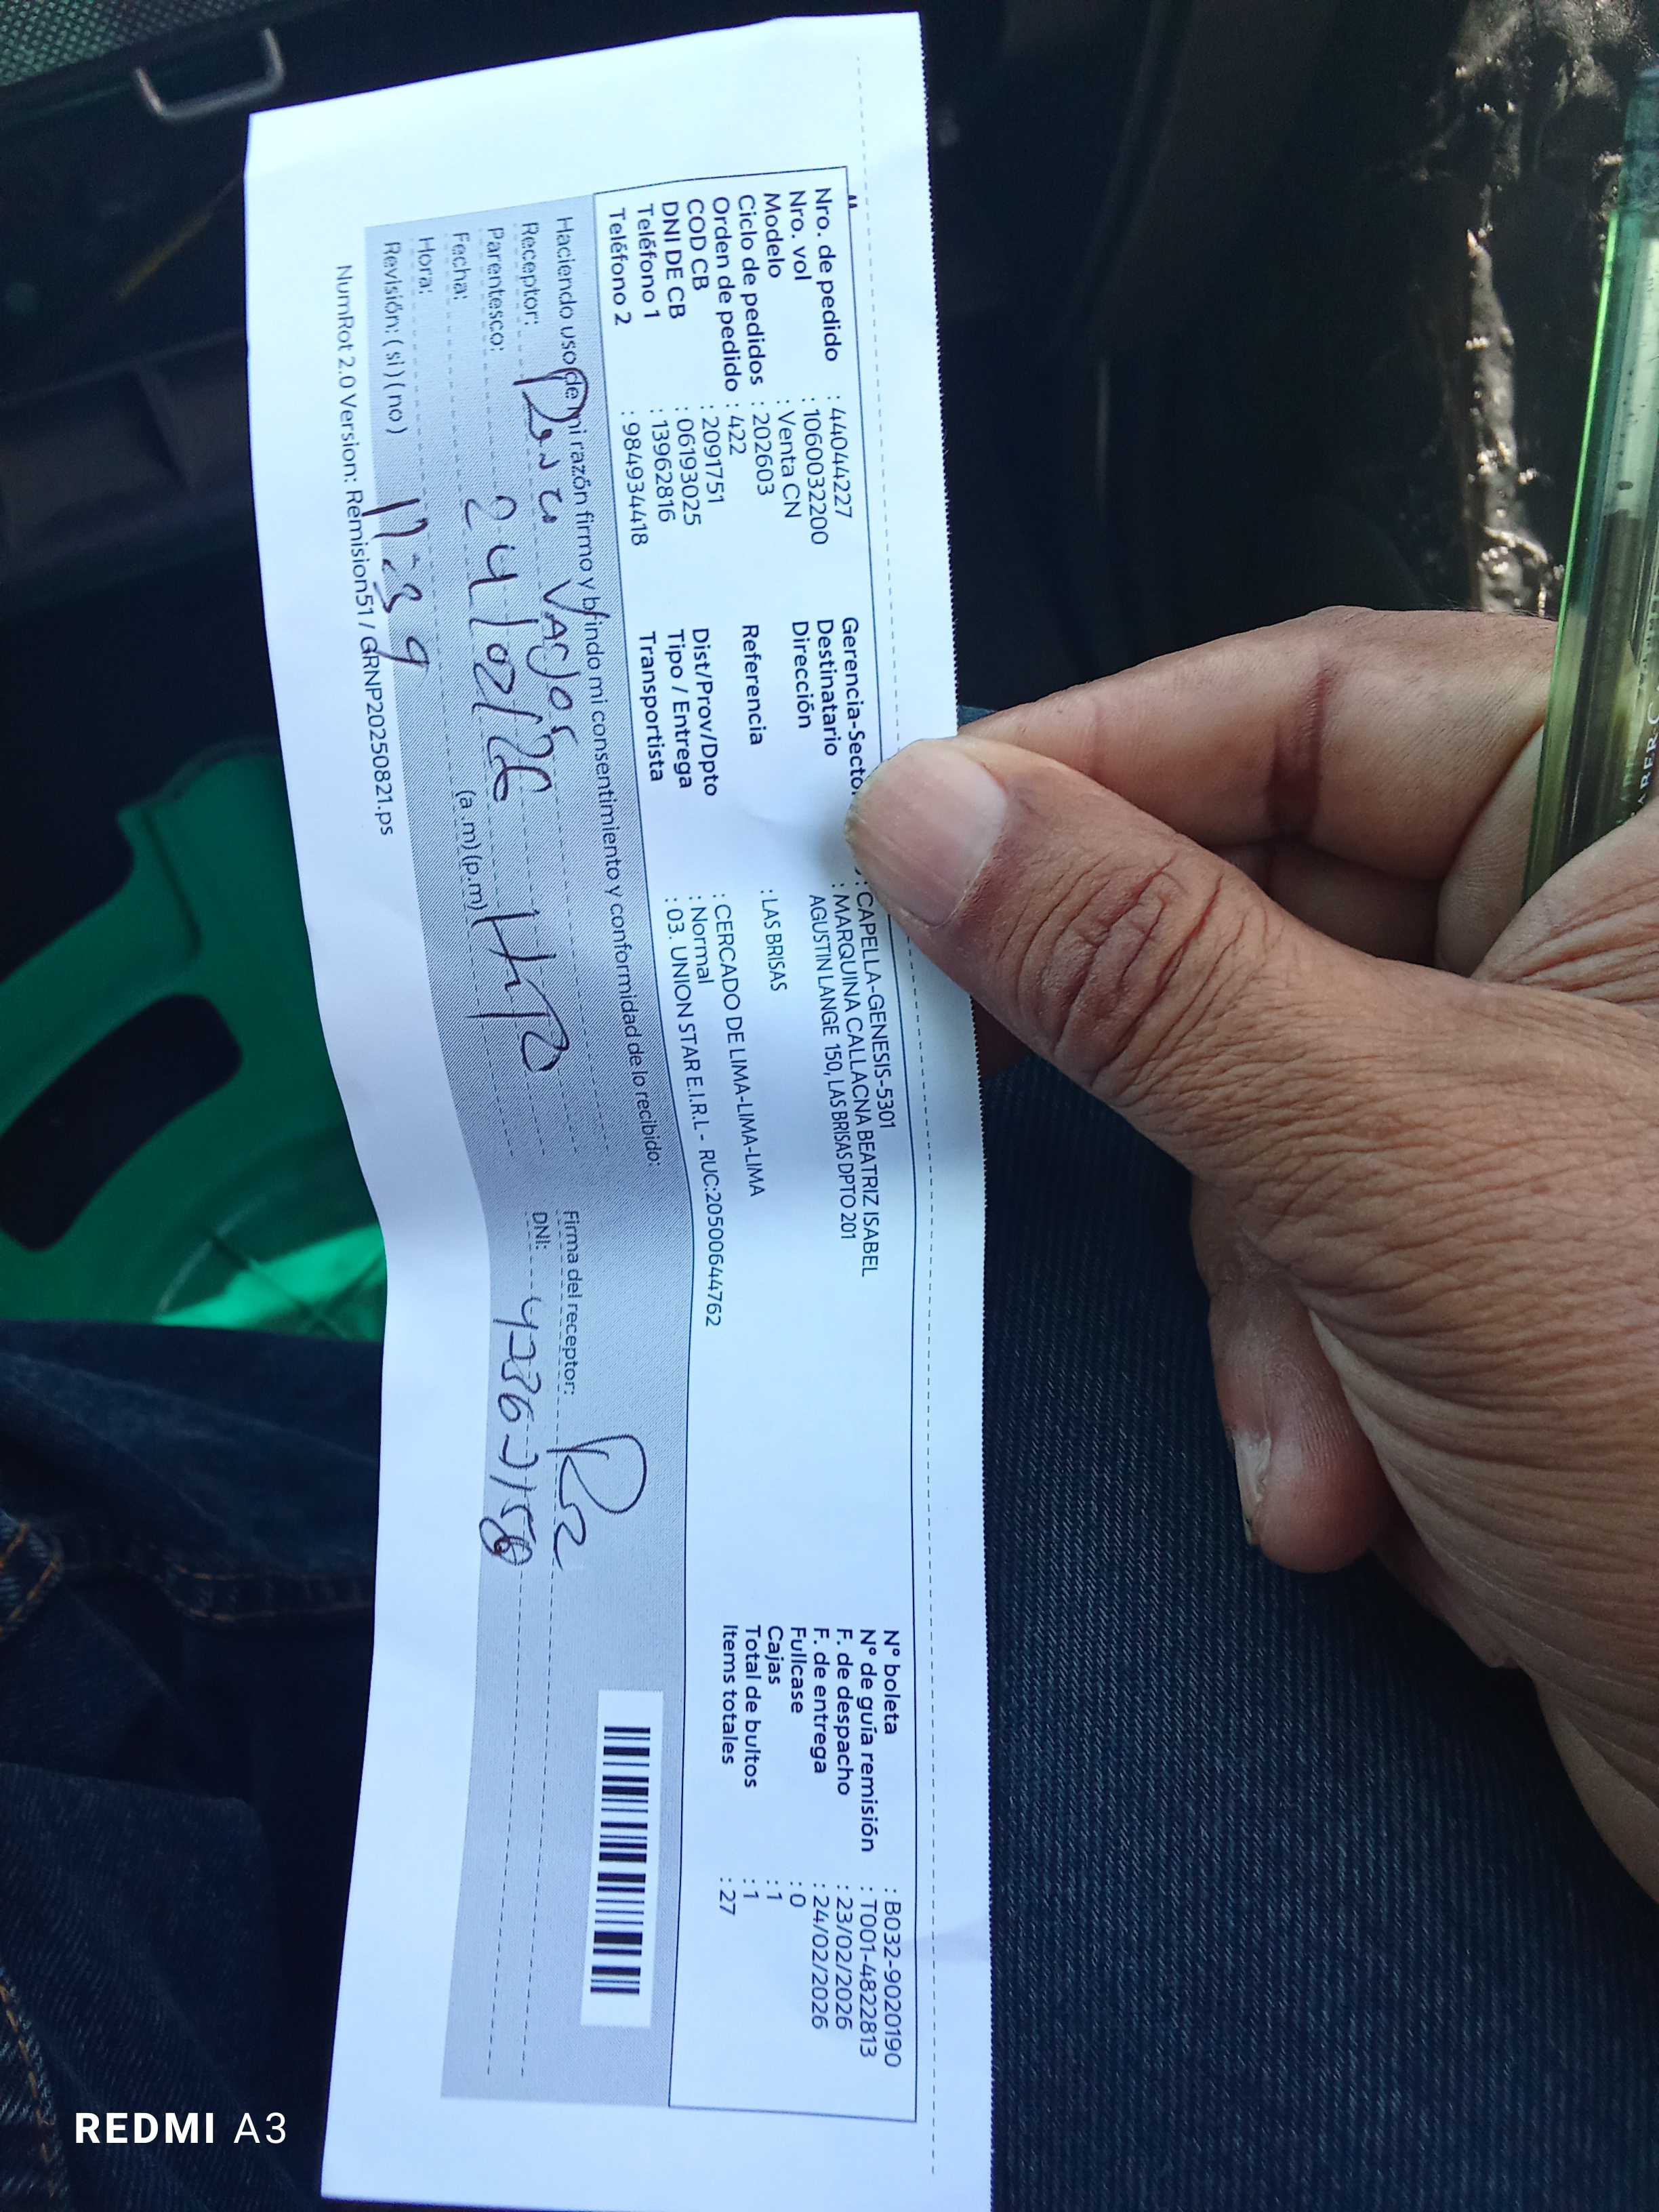 Nro. de pedido : 44044227
Nro. vol : 1060032200
Modelo : Venta CN
Ciclo de pedidos : 202603
Orden de pedido : 422
COD CB : 2091751
DNI DE CB : 06193025
Teléfono 1 : 13962816
Teléfono 2 : 984934418
Gerencia-Sector : CAPELLA-GENESIS-5301
Destinatario : MARQUINA CALLACNA BEATRIZ ISABEL
Dirección AGUSTIN LANGE 150, LAS BRISAS DPTO 201
Referencia : LAS BRISAS
Dist/Prov/Dpto : CERCADO DE LIMA-LIMA-LIMA
Tipo / Entrega : Normal
Transportista : 03. UNION STAR E.I.R.L - RUC:20500644762
N° boleta : B032-9020190
N° de guía remisión : T001-4822813
F. de despacho : 23/02/2026
F. de entrega : 24/02/2026
Fullcase : 0
Cajas : 1
Total de bultos : 1
Items totales : 27
Haciendo uso de mi razón firmo y brindo mi consentimiento y conformidad de lo recibido:
Receptor:
Parentesco:
Fecha: 24/02/26
Hora: 17:39 (a.m)(p.m)
Revisión: ( si ) ( no )
Firma del receptor:
DNI:
NumRot 2.0 Version: Remision51 / GRNP20250821.ps
REDMI A3